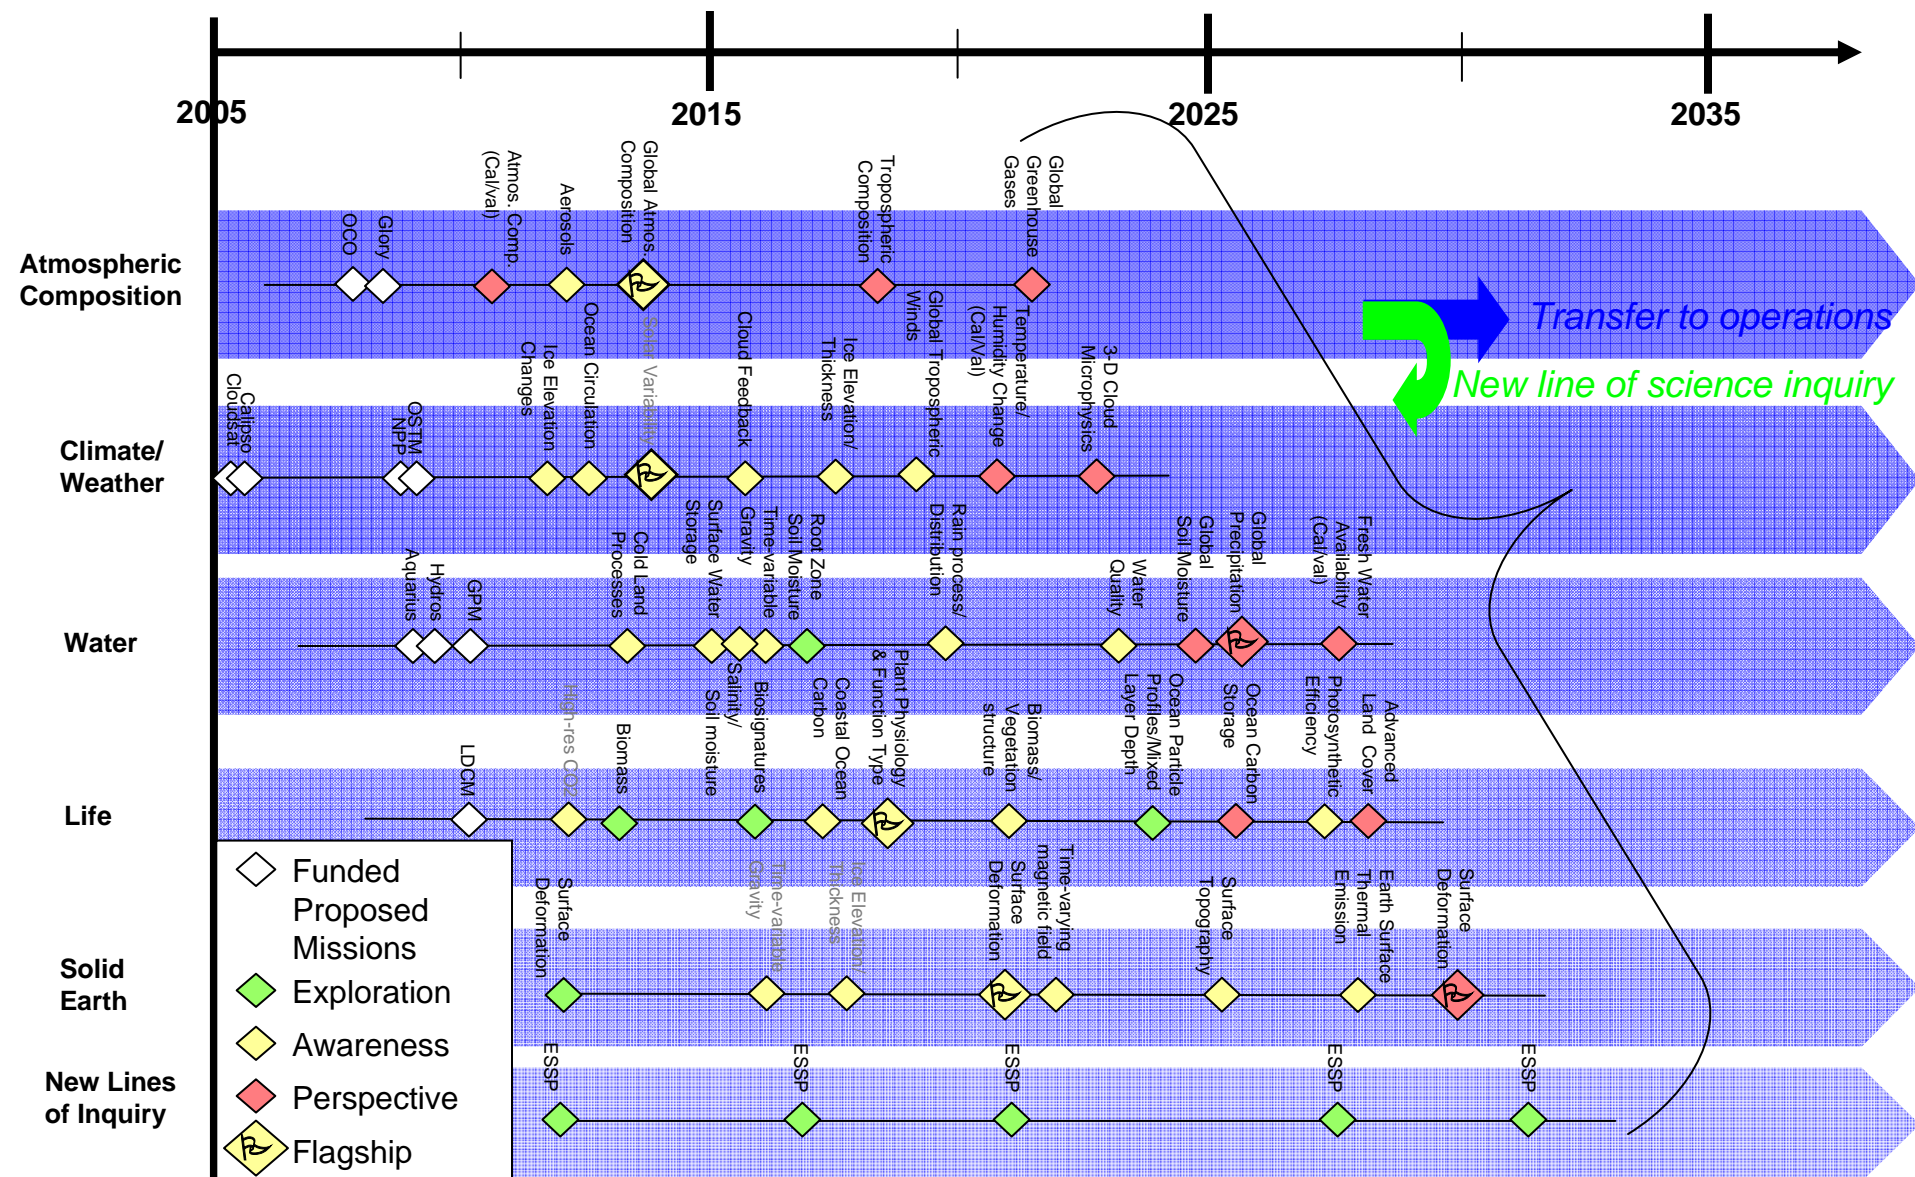 2005
2015
2025
2035
Atmospheric
Composition
OCO
Glory
Atmos. Comp.
(Cal/val)
Aerosols
Global Atmos.
Composition
Tropospheric
Composition
Global
Greenhouse
Gases
Transfer to operations
New line of science inquiry
Climate/
Weather
Cloudsat
Calipso
NPP
OSTM
Ice Elevation
Changes
Ocean Circulation
Solar Variability
Cloud Feedback
Ice Elevation/
Thickness
Global Tropospheric
Winds
Temperature/
Humidity Change
(Cal/Val)
3-D Cloud
Microphysics
Water
Aquarius
Hydros
GPM
Cold Land
Processes
Surface Water
Storage
Time-variable
Gravity
Salinity/
Soil moisture
Root Zone
Soil Moisture
Rain process/
Distribution
Water
Quality
Global
Soil Moisture
Global
Precipitation
Fresh Water
Availability
(Cal/val)
Life
LDCM
High-res CO2
Biomass
Biosignatures
Coastal Ocean
Carbon
Plant Physiology
& Function Type
Biomass/
Vegetation
structure
Ocean Particle
Profiles/Mixed
Layer Depth
Ocean Carbon
Storage
Photosynthetic
Efficiency
Advanced
Land Cover
Solid
Earth
Surface
Deformation
Time-variable
Gravity
Ice Elevation/
Thickness
Surface
Deformation
Time-varying
magnetic field
Surface
Topography
Earth Surface
Thermal
Emission
Surface
Deformation
New Lines
of Inquiry
ESSP
ESSP
ESSP
ESSP
ESSP
Funded
Proposed
Missions
Exploration
Awareness
Perspective
Flagship